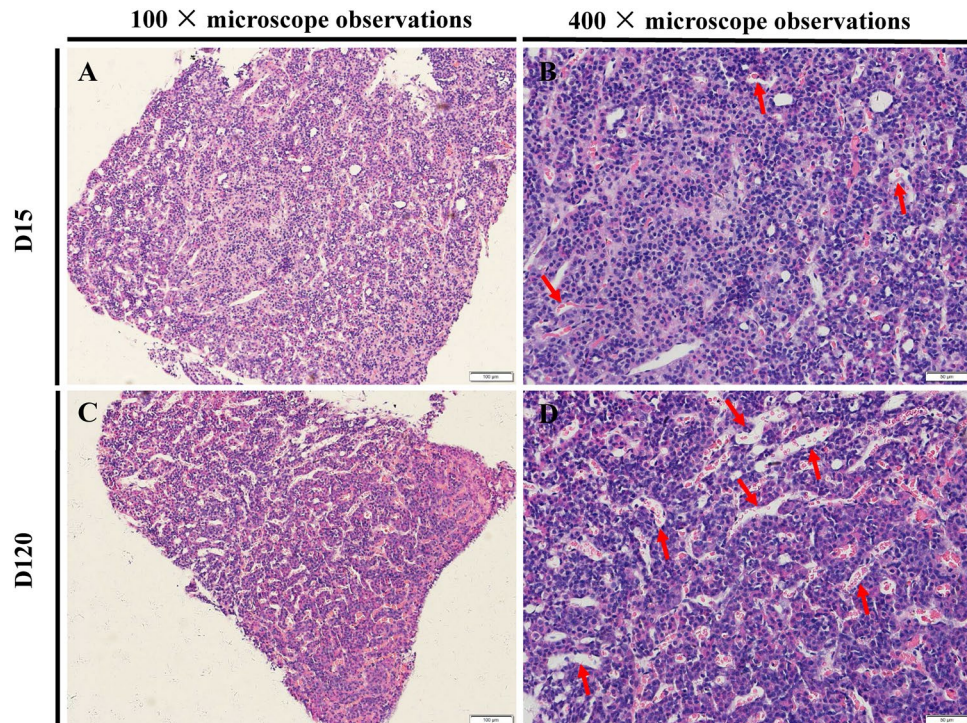 100 × microscope observations
400 × microscope observations
D15
A
B
100 μm
50 μm
D120
C
D
100 μm
50 μm